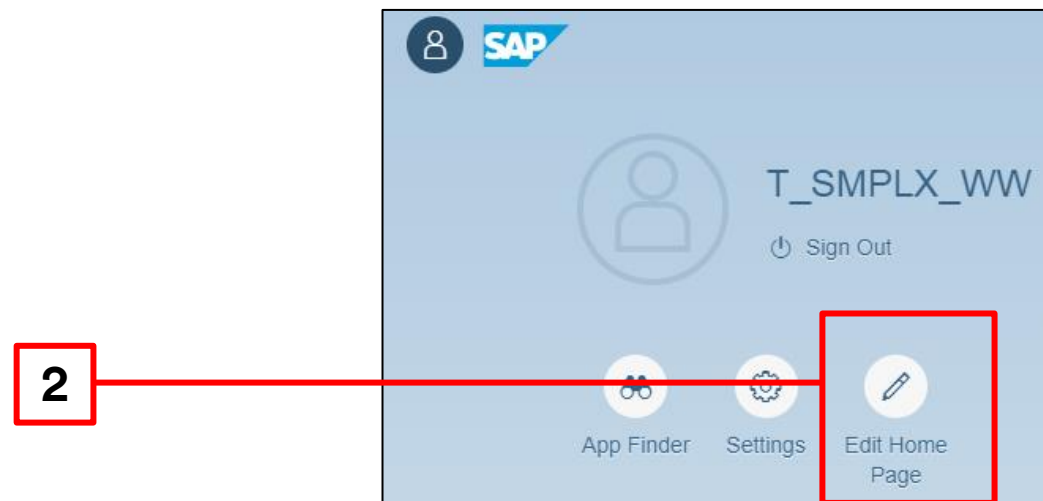 SAP
T_SMPLX_WW
Sign Out
2
App Finder
Settings
Edit Home
Page